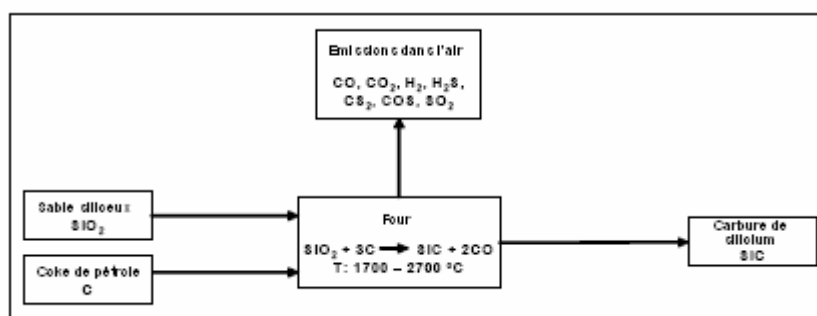 Emissions dans l'air
CO, CO₂, H₂, H₂S,
CS₂, COS, SO₂
Sable siliceux
SiO₂
Four
SiO₂ + 3C → SiC + 2CO
T: 1700 – 2700 ºC
Coke de pétrole
C
Carbure de
silicium
SiC